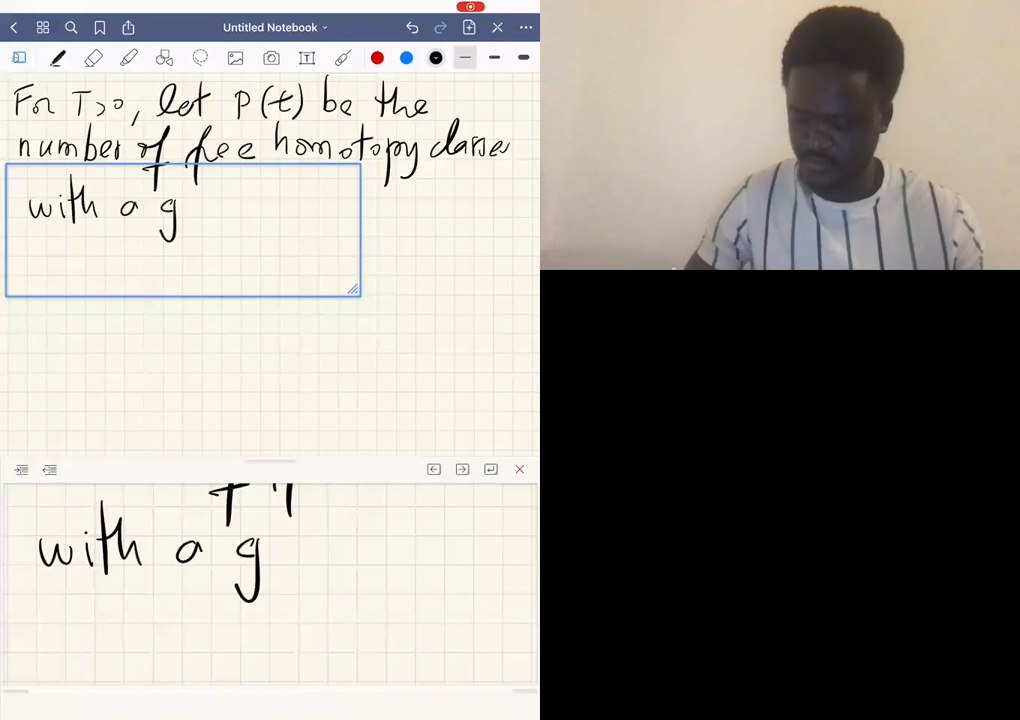 Untitled Notebook
For T>0, let P(t) be the
number of free homotopy classes
with a g
with a g